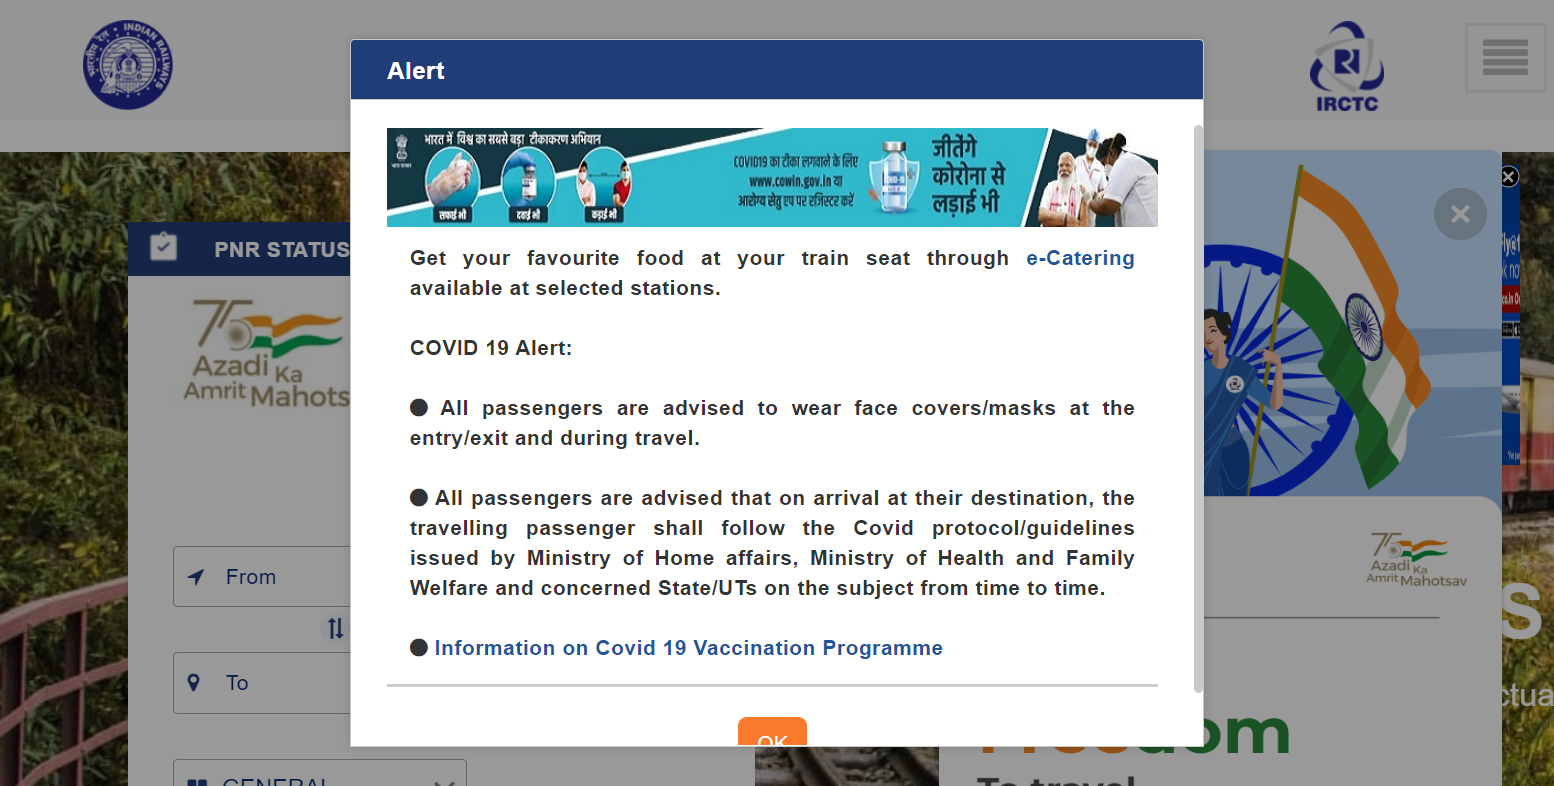 INDIAN RAILWAYS
भारतीय रेल
IRCTC
Alert
भारत में विश्व का सबसे बड़ा टीकाकरण अभियान
सफाई भी
दवाई भी
कड़ाई भी
COVID19 का टीका लगवाने के लिए
www.cowin.gov.in या
आरोग्य सेतु एप पर रजिस्टर करें
जीतेंगे
कोरोना से
लड़ाई भी
Get your favourite food at your train seat through e-Catering
available at selected stations.
COVID 19 Alert:
All passengers are advised to wear face covers/masks at the
entry/exit and during travel.
All passengers are advised that on arrival at their destination, the
travelling passenger shall follow the Covid protocol/guidelines
issued by Ministry of Home affairs, Ministry of Health and Family
Welfare and concerned State/UTs on the subject from time to time.
Information on Covid 19 Vaccination Programme
OK
PNR STATUS
75
Azadi Ka
Amrit Mahots
From
To
GENERAL
75
Azadi Ka
Amrit Mahotsav
S
ctua
Freedom
To travel